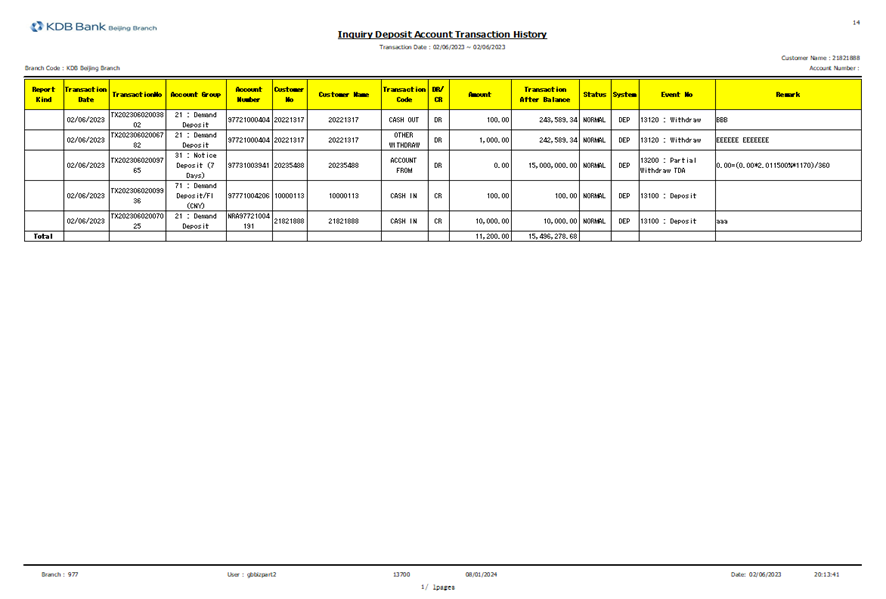 14
KDB Bank Beijing Branch
Inquiry Deposit Account Transaction History
Transaction Date : 02/06/2023 ~ 02/06/2023
Customer Name : 21821888
Branch Code : KDB Beijing Branch Account Number :
Report Kind Transaction Date TransactionNo Account Group Account Number Customer No Customer Name Transaction Code DR/ CR Amount Transaction After Balance Status System Event No Remark
02/06/2023 TX20230602003802 21 : Demand Deposit 97721000404 20221317 20221317 CASH OUT DR 100.00 243,589.34 NORMAL DEP 13120 : Withdraw BBB
02/06/2023 TX20230602006782 21 : Demand Deposit 97721000404 20221317 20221317 OTHER WITHDRAW DR 1,000.00 242,589.34 NORMAL DEP 13120 : Withdraw EEEEEE EEEEEEE
02/06/2023 TX20230602009765 31 : Notice Deposit (7 Days) 97731003941 20235488 20235488 ACCOUNT FROM DR 0.00 15,000,000.00 NORMAL DEP 13200 : Partial Withdraw TDA 0.00=(0.00*2.011500%*1170)/360
02/06/2023 TX20230602009936 71 : Demand Deposit/FI (CNY) 97771004206 10000113 10000113 CASH IN CR 100.00 100.00 NORMAL DEP 13100 : Deposit
02/06/2023 TX20230602007025 21 : Demand Deposit NRA97721004191 21821888 21821888 CASH IN CR 10,000.00 10,000.00 NORMAL DEP 13100 : Deposit aaa
Total 11,200.00 15,496,278.68
Branch : 977 User : gbbizpart2 13700 08/01/2024 Date: 02/06/2023 20:13:41
1/ 1pages